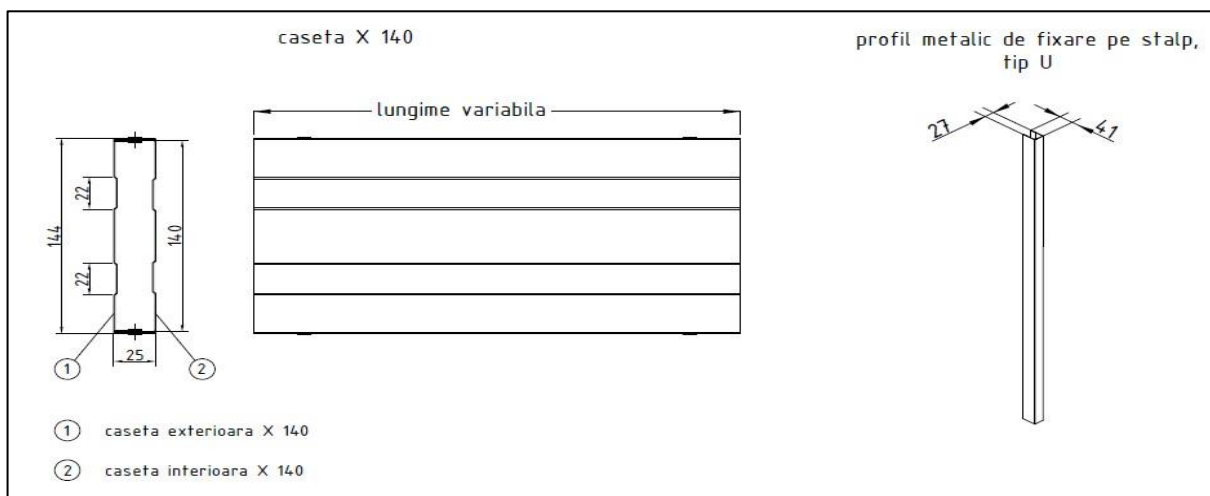 caseta X 140
profil metalic de fixare pe stalp,
tip U
lungime variabila
27
41
22
144
140
22
25
1
2
1 caseta exterioara X 140
2 caseta interioara X 140